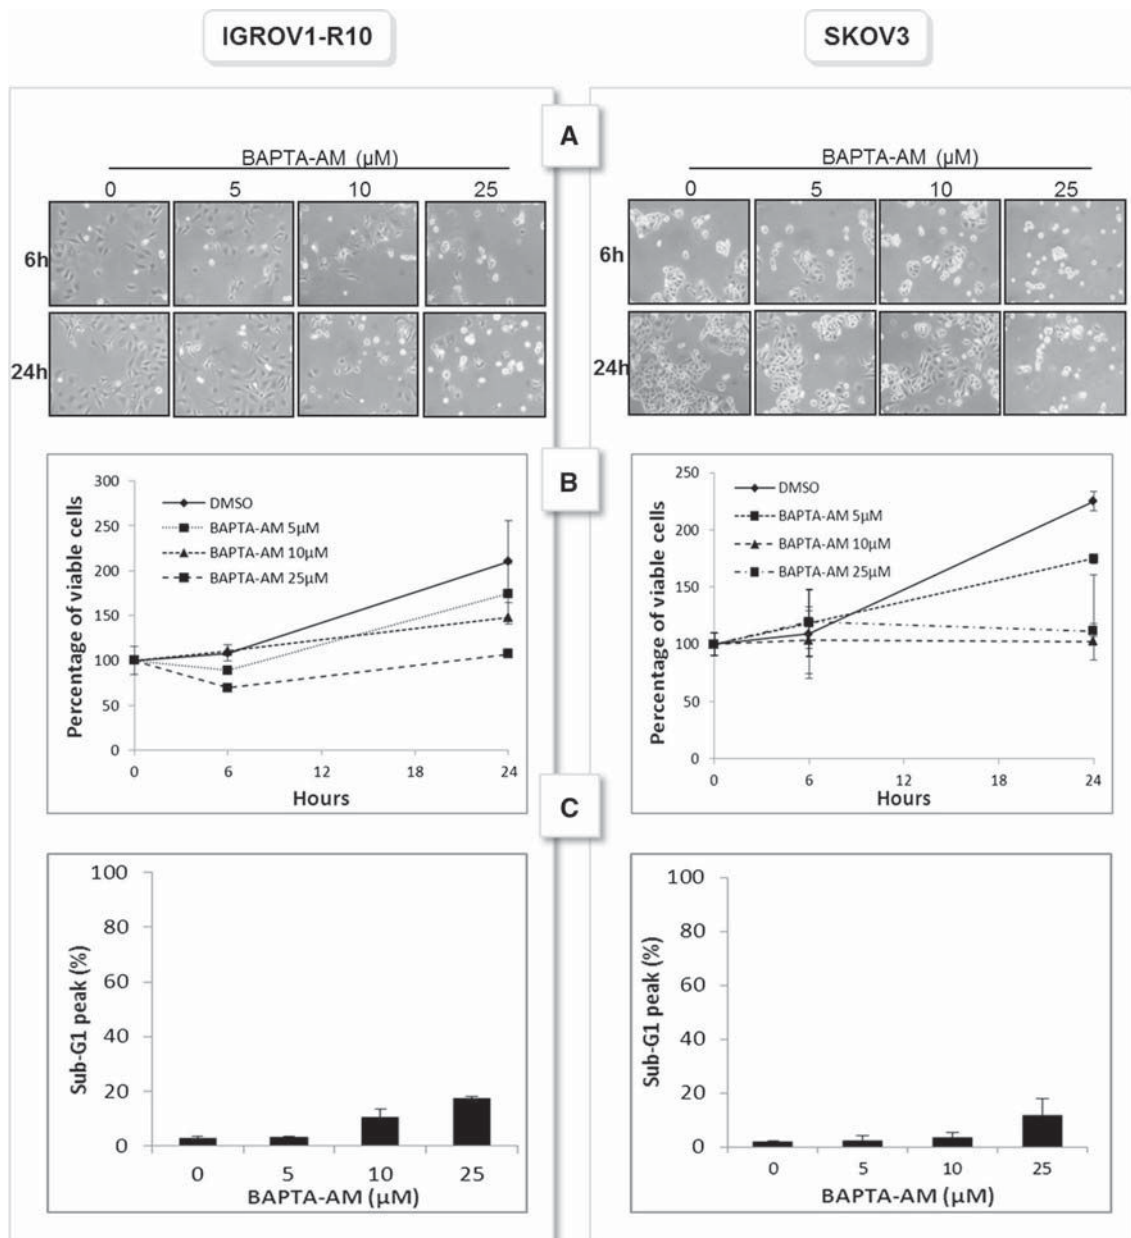 IGROV1-R10
SKOV3
A
BAPTA-AM (µM)
0 5 10 25
6h
24h
BAPTA-AM (µM)
0 5 10 25
6h
24h
B
Percentage of viable cells
300
250
200
150
100
50
0
DMSO
BAPTA-AM 5µM
BAPTA-AM 10µM
BAPTA-AM 25µM
0 6 12 18 24
Hours
Percentage of viable cells
250
200
150
100
50
0
DMSO
BAPTA-AM 5µM
BAPTA-AM 10µM
BAPTA-AM 25µM
0 6 12 18 24
Hours
C
Sub-G1 peak (%)
100
80
60
40
20
0
0 5 10 25
BAPTA-AM (µM)
Sub-G1 peak (%)
100
80
60
40
20
0
0 5 10 25
BAPTA-AM (µM)